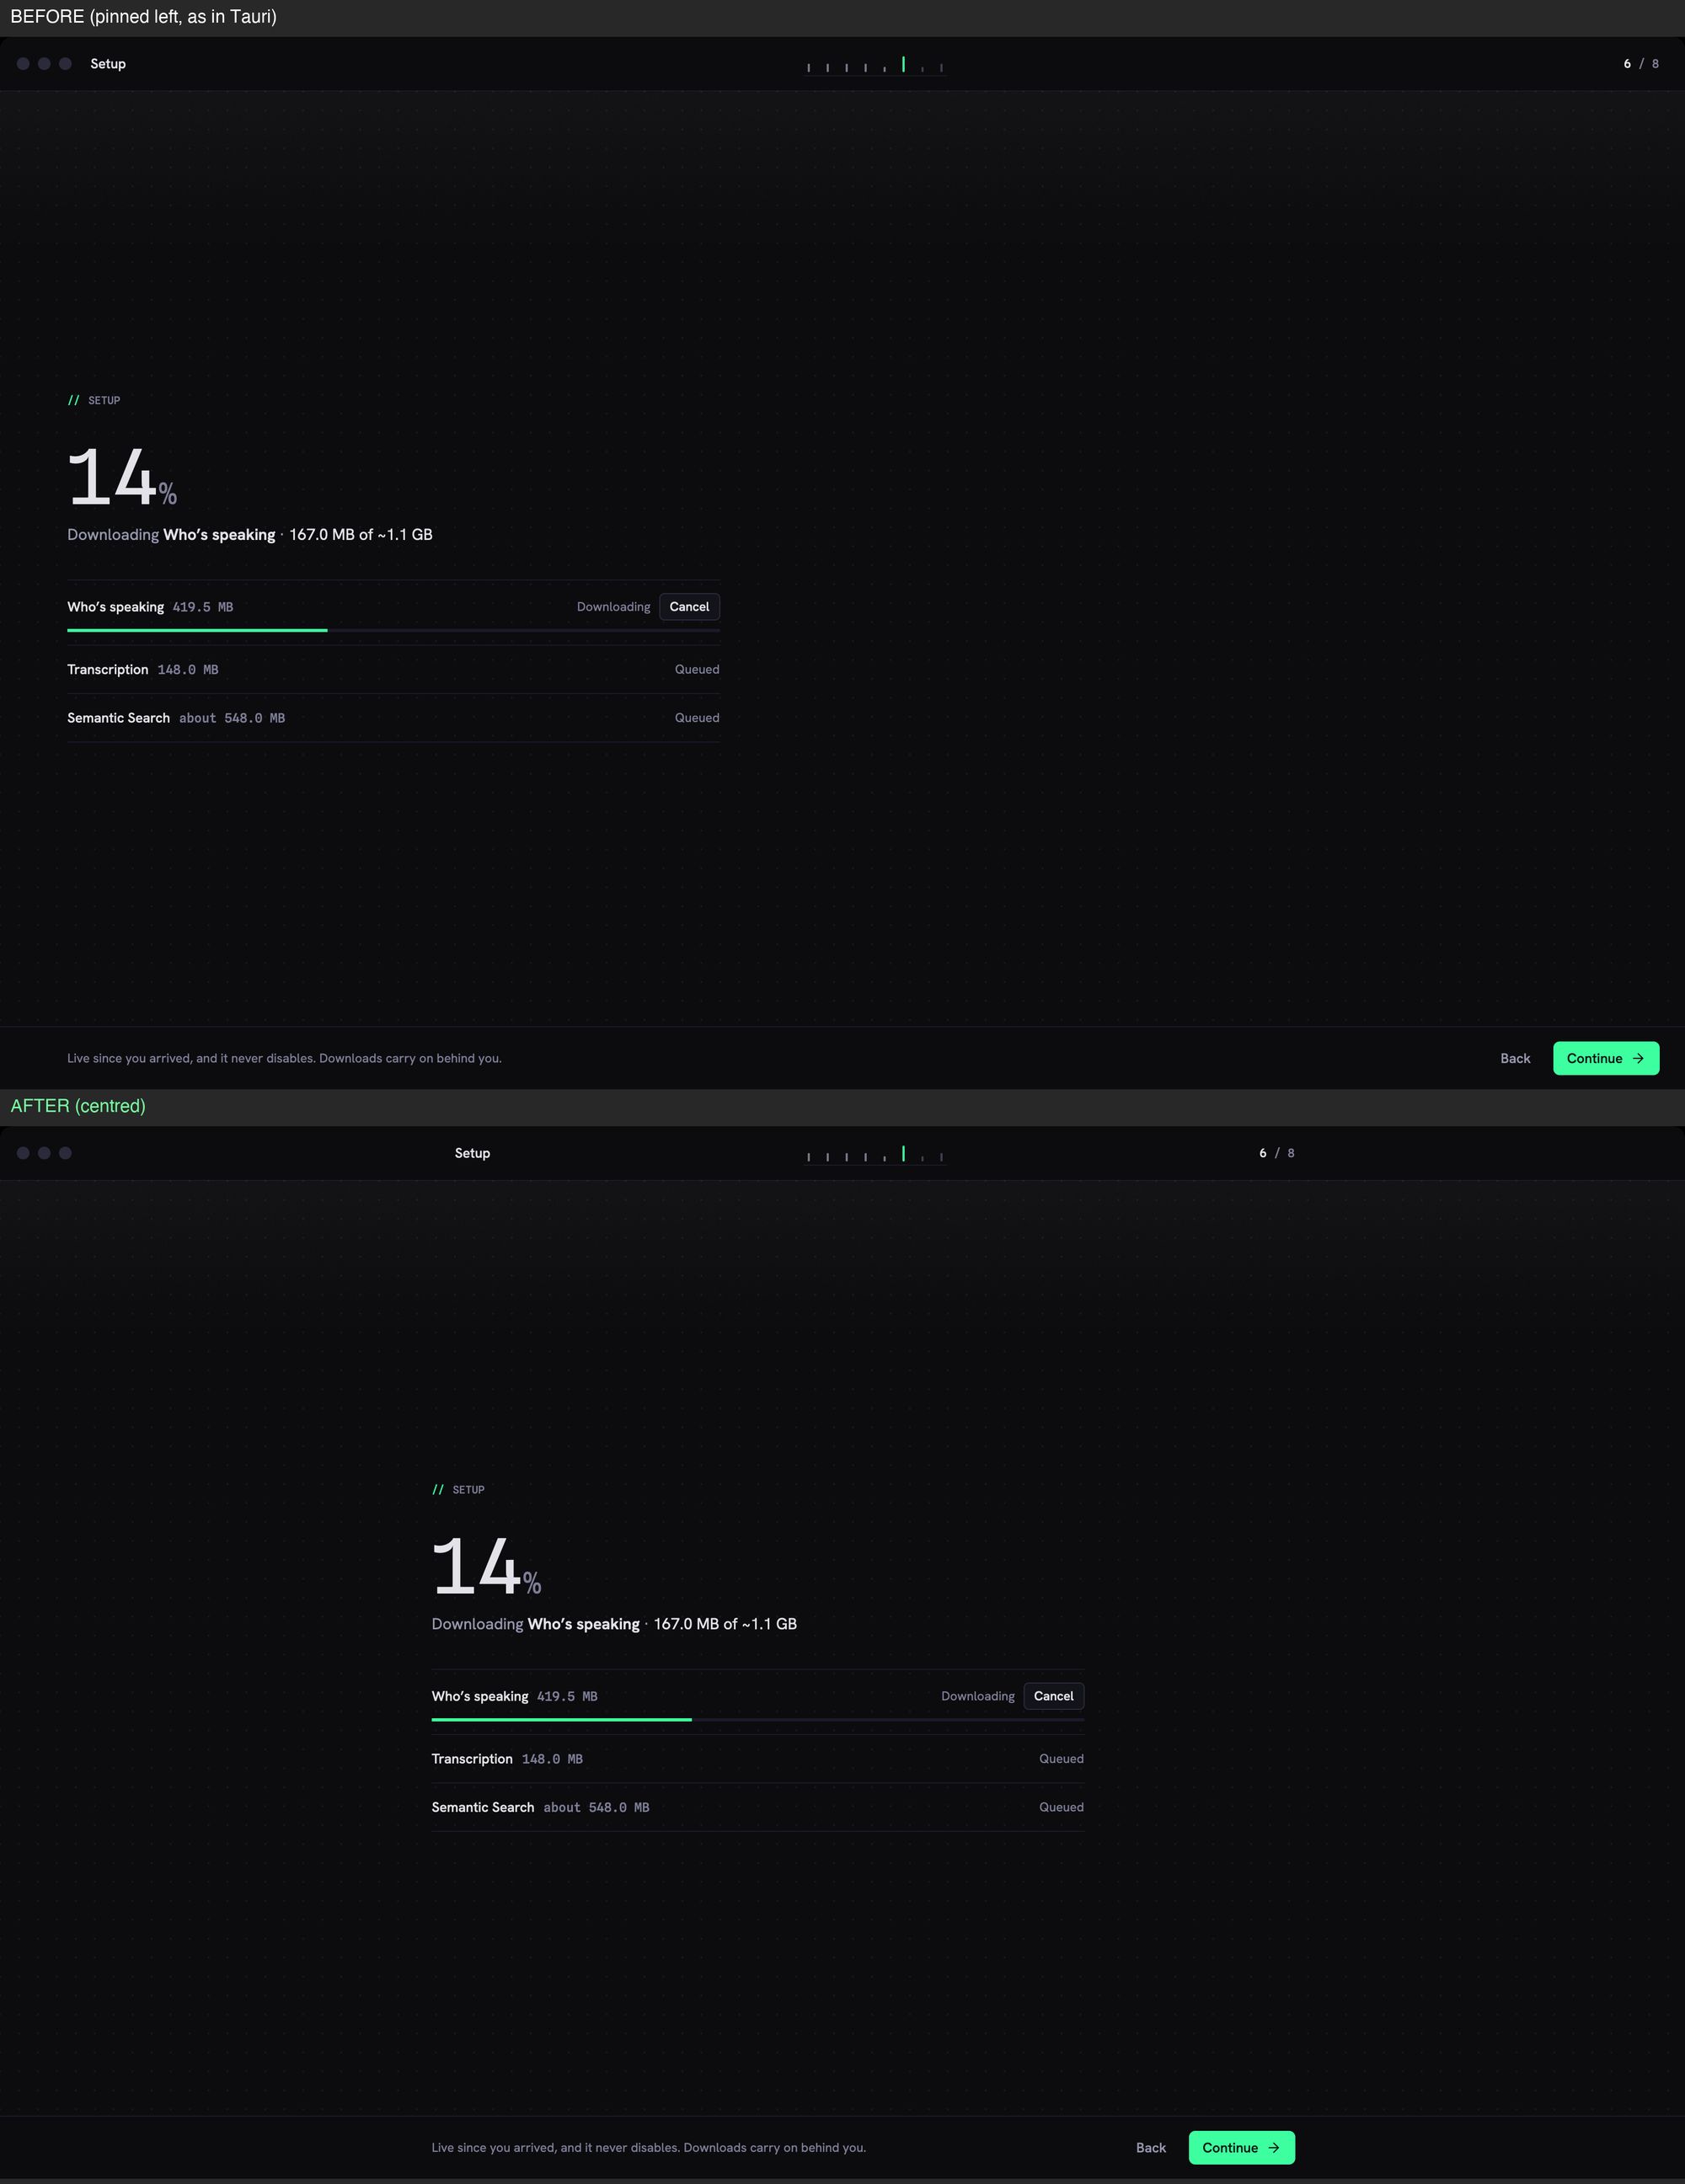 BEFORE (pinned left, as in Tauri)
Setup
6 / 8
// SETUP
14%
Downloading Who’s speaking · 167.0 MB of ~1.1 GB
Who’s speaking 419.5 MB Downloading Cancel
Transcription 148.0 MB Queued
Semantic Search about 548.0 MB Queued
Live since you arrived, and it never disables. Downloads carry on behind you. Back Continue →
AFTER (centred)
Setup
6 / 8
// SETUP
14%
Downloading Who’s speaking · 167.0 MB of ~1.1 GB
Who’s speaking 419.5 MB Downloading Cancel
Transcription 148.0 MB Queued
Semantic Search about 548.0 MB Queued
Live since you arrived, and it never disables. Downloads carry on behind you. Back Continue →